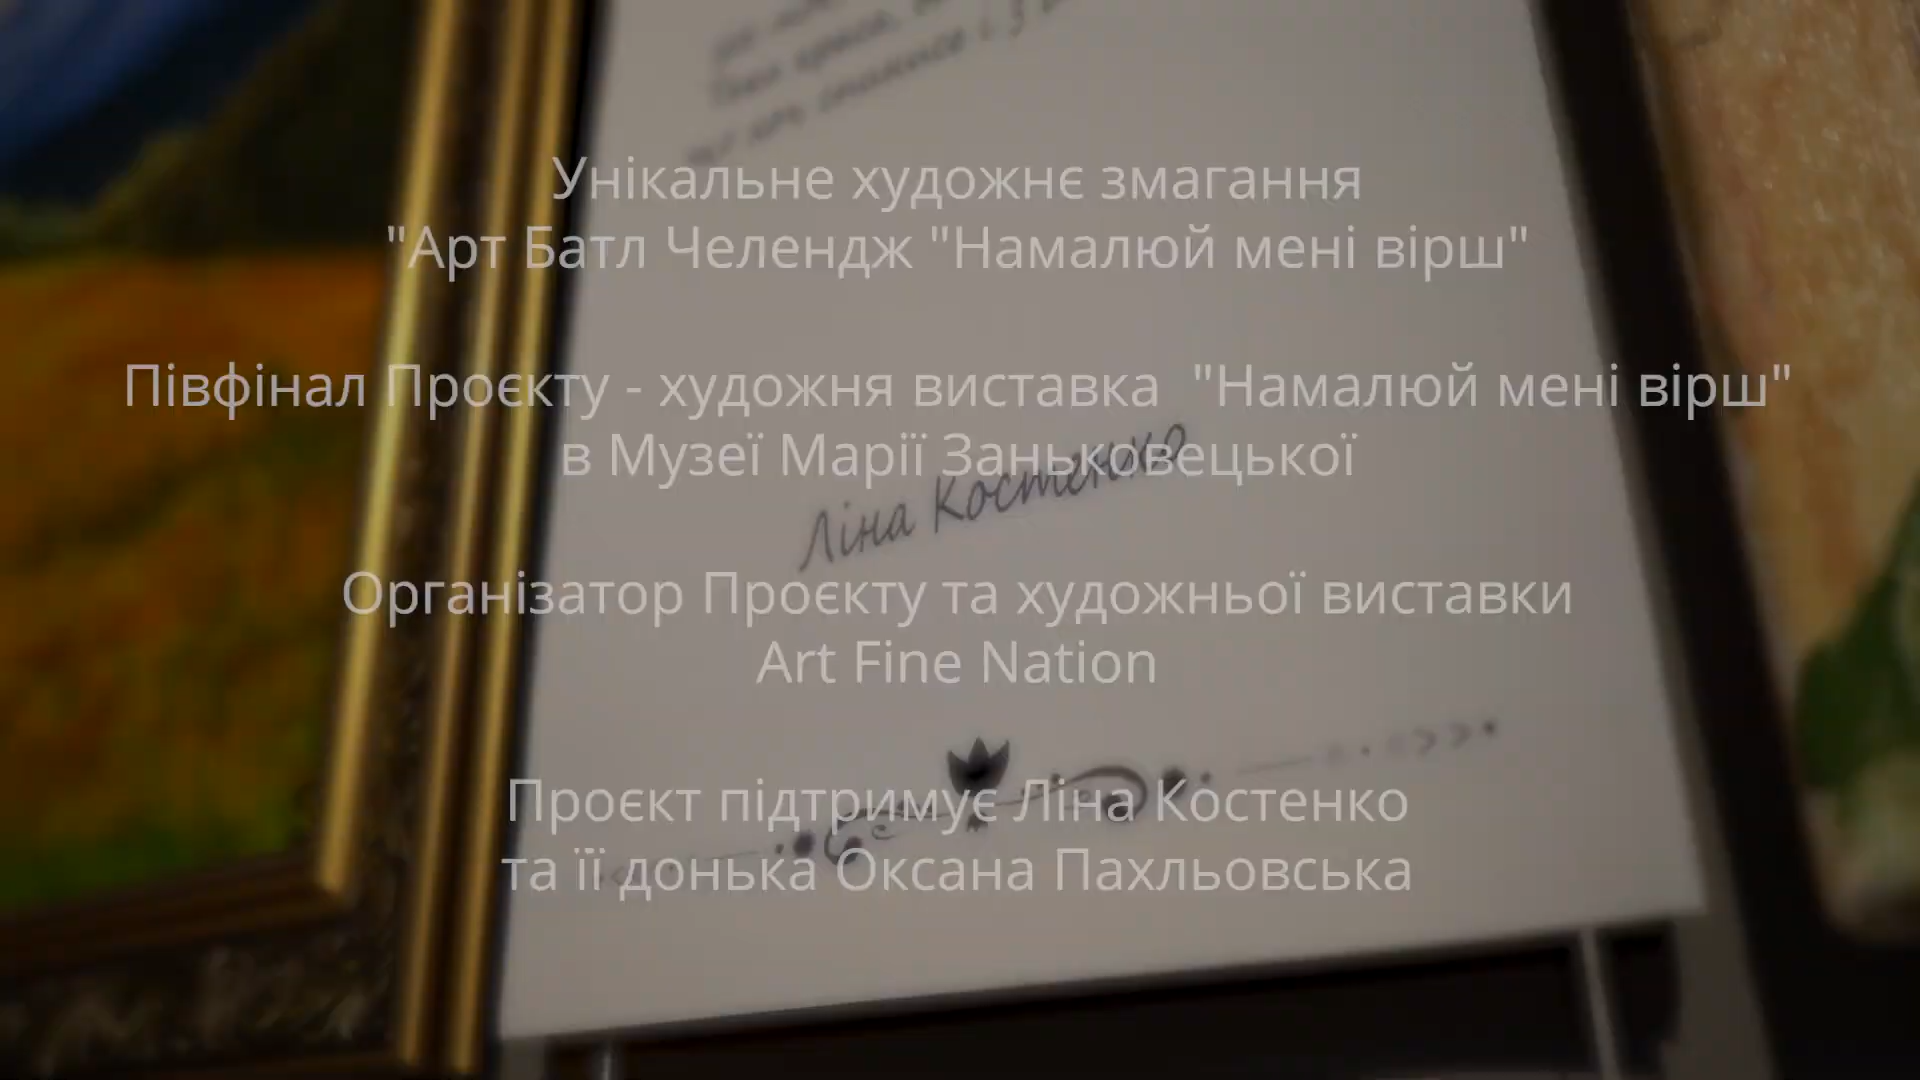 Унікальне художнє змагання
"Арт Батл Челендж "Намалюй мені вірш"
Півфінал Проєкту - художня виставка "Намалюй мені вірш"
в Музеї Марії Заньковецької
Ліна Костенко
Організатор Проєкту та художньої виставки
Art Fine Nation
Проєкт підтримує Ліна Костенко
та її донька Оксана Пахльовська